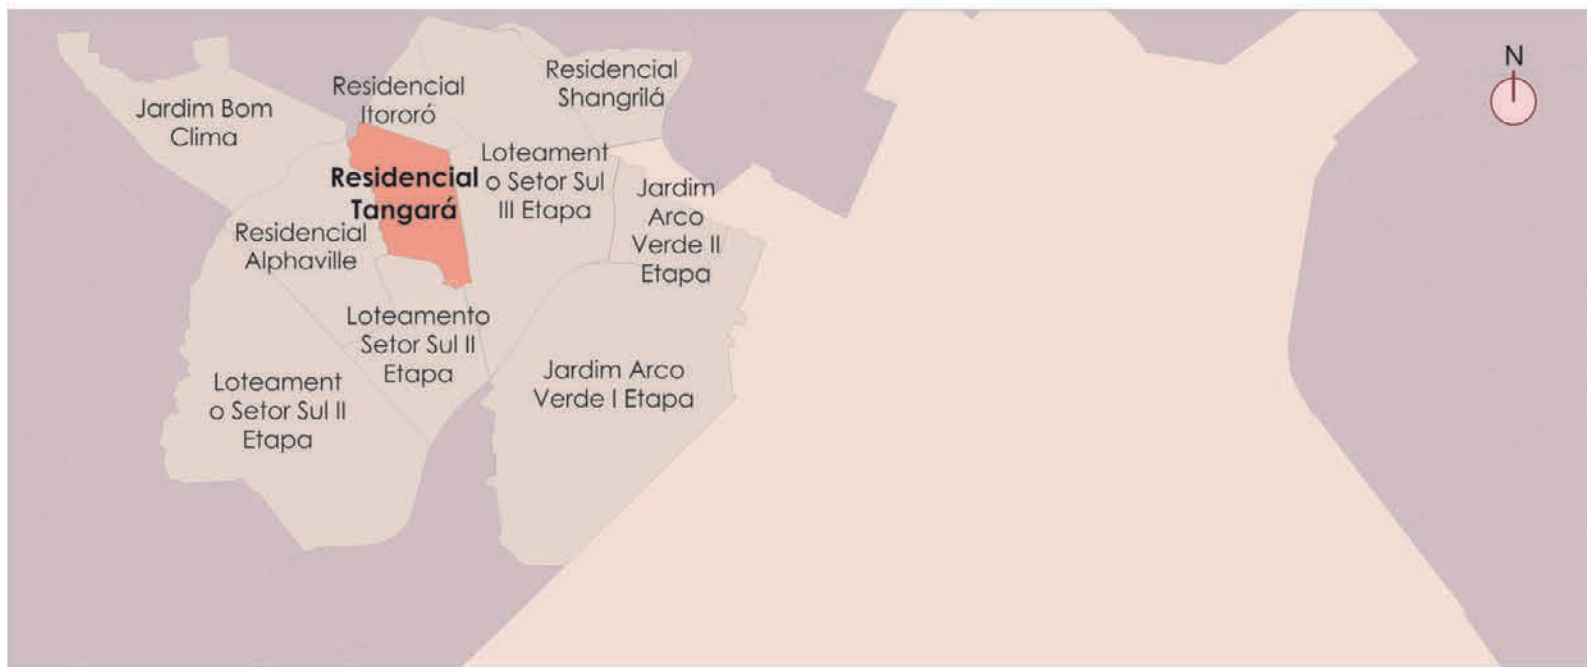 N
Residencial
Shangrilá
Residencial
Itororó
Jardim Bom
Clima
Loteament
o Setor Sul
III Etapa
Residencial
Tangará
Jardim
Arco
Verde II
Etapa
Residencial
Alphaville
Loteamento
Setor Sul II
Etapa
Jardim Arco
Verde I Etapa
Loteament
o Setor Sul II
Etapa